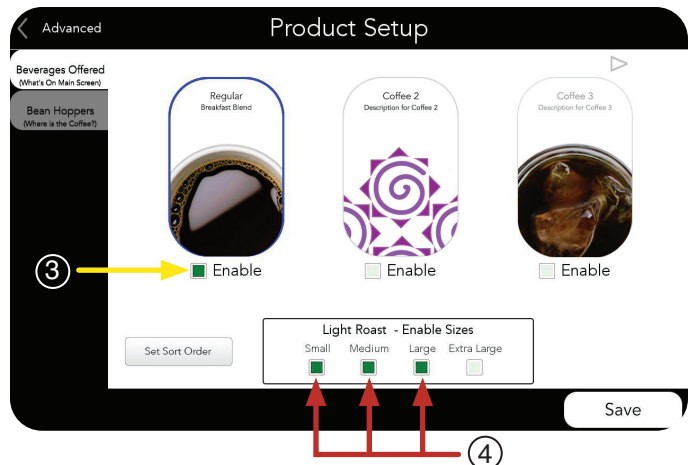 Advanced
Product Setup
Beverages Offered
(What's On Main Screen)
Bean Hoppers
(Where is the Coffee?)
Regular
Breakfast Blend
Coffee 2
Description for Coffee 2
Coffee 3
Description for Coffee 3
3
Enable
Enable
Enable
Set Sort Order
Light Roast - Enable Sizes
Small Medium Large Extra Large
Save
4